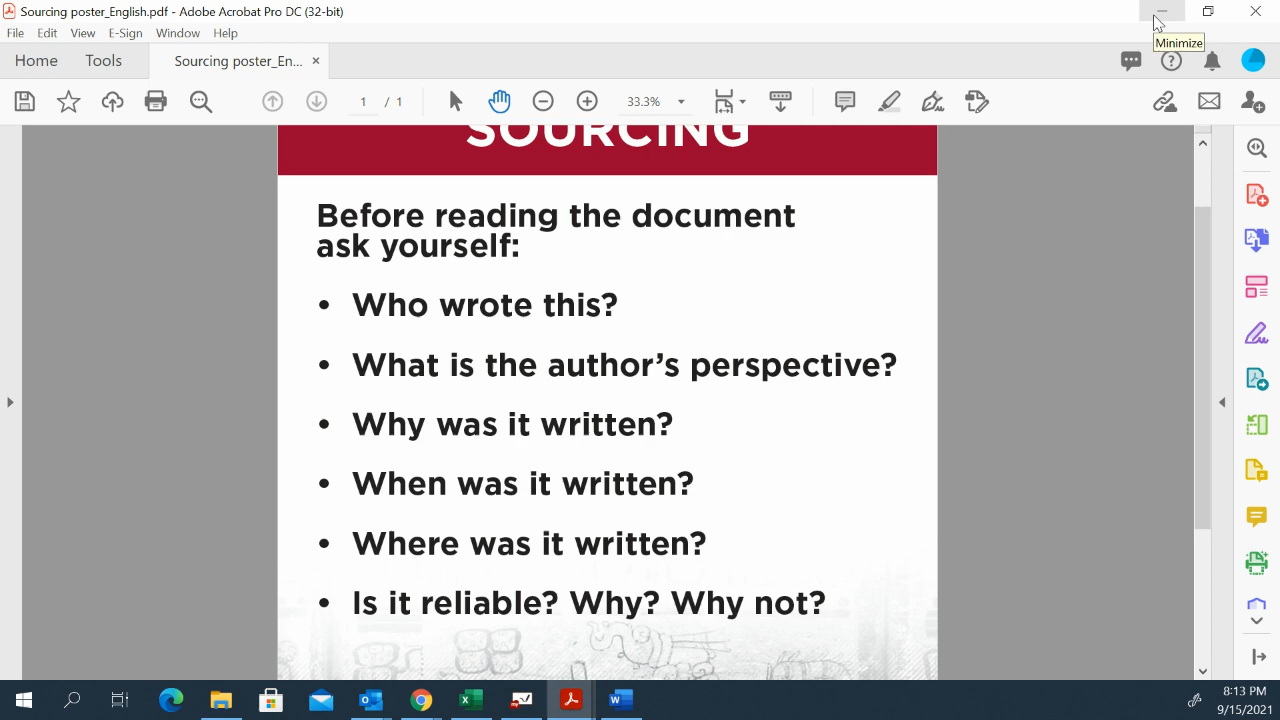 Sourcing poster_English.pdf - Adobe Acrobat Pro DC (32-bit)
File Edit View E-Sign Window Help
Minimize
Home Tools Sourcing poster_En... ×
1 / 1 33.3%
SOURCING
Before reading the document
ask yourself:
• Who wrote this?
• What is the author's perspective?
• Why was it written?
• When was it written?
• Where was it written?
• Is it reliable? Why? Why not?
8:13 PM
9/15/2021